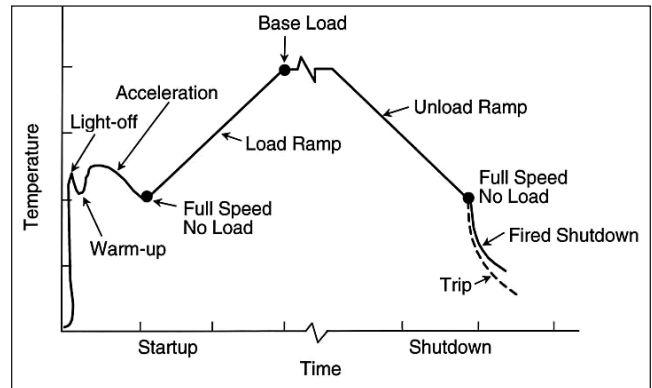 Base Load
Acceleration
Light-off
Unload Ramp
Load Ramp
Temperature
Full Speed
No Load
Full Speed
No Load
Warm-up
Fired Shutdown
Trip
Startup
Shutdown
Time